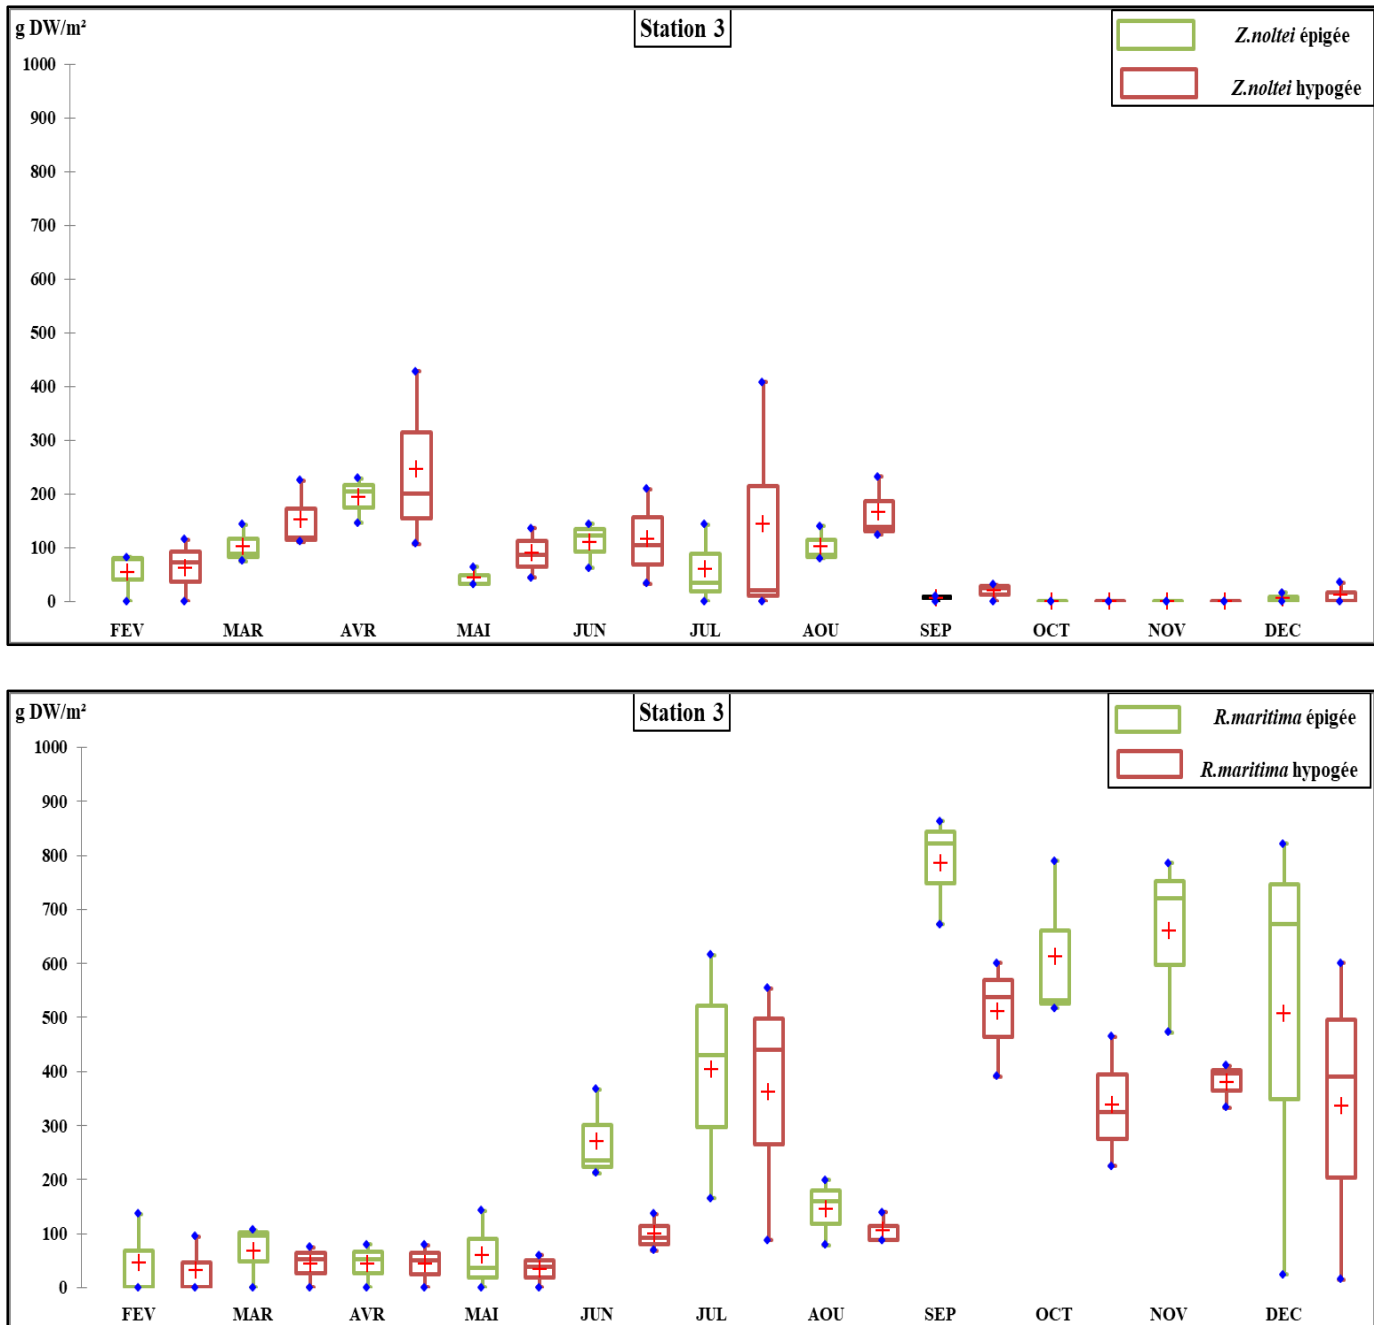 g DW/m²
Station 3
Z.noltei épigée
Z.noltei hypogée
1000
900
800
700
600
500
400
300
200
100
0
FEV MAR AVR MAI JUN JUL AOU SEP OCT NOV DEC
g DW/m²
Station 3
R.maritima épigée
R.maritima hypogée
1000
900
800
700
600
500
400
300
200
100
0
FEV MAR AVR MAI JUN JUL AOU SEP OCT NOV DEC